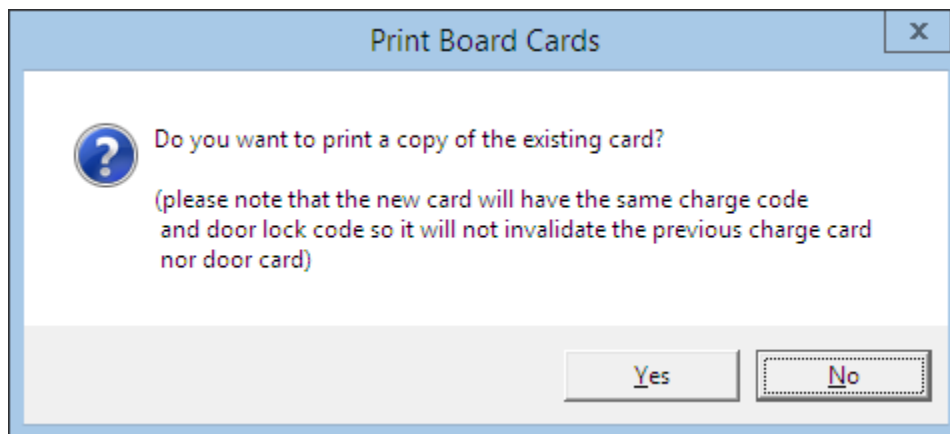 Print Board Cards
x
Do you want to print a copy of the existing card?
(please note that the new card will have the same charge code
and door lock code so it will not invalidate the previous charge card
nor door card)
Yes
No